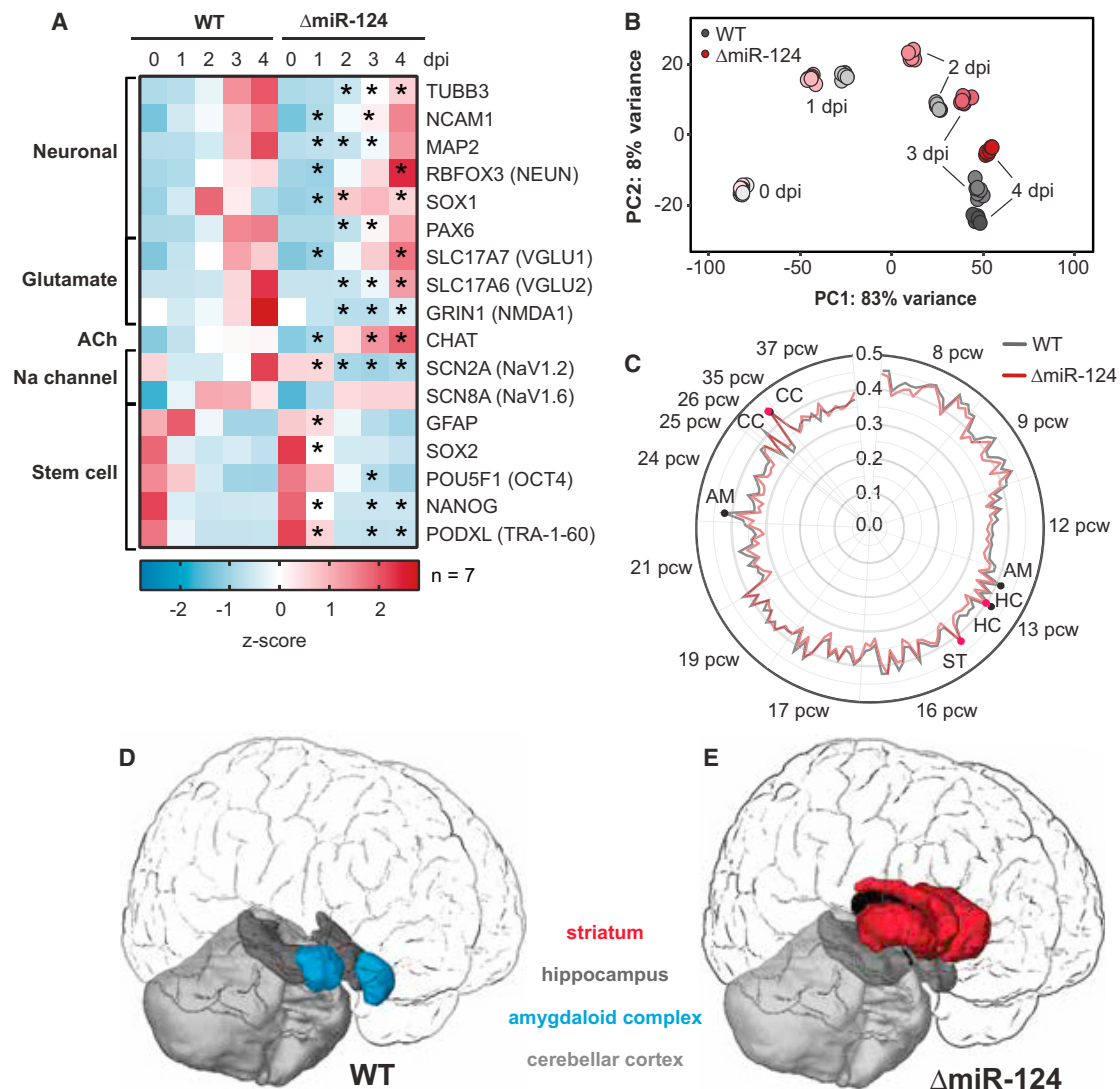 A
WT
ΔmiR-124
0 1 2 3 4 0 1 2 3 4 dpi
Neuronal
Glutamate
ACh
Na channel
Stem cell
* * * TUBB3
* * NCAM1
* * * MAP2
* * RBFOX3 (NEUN)
* * SOX1
* * PAX6
* * SLC17A7 (VGLU1)
* * * SLC17A6 (VGLU2)
* * * GRIN1 (NMDA1)
* * * CHAT
* * * * SCN2A (NaV1.2)
SCN8A (NaV1.6)
* GFAP
* SOX2
* POU5F1 (OCT4)
* * * NANOG
* * * PODXL (TRA-1-60)
n = 7
-2 -1 0 1 2
z-score
B
WT
ΔmiR-124
PC2: 8% variance
20
0
-20
0 dpi
1 dpi
2 dpi
3 dpi
4 dpi
-100 -50 0 50 100
PC1: 83% variance
C
WT
ΔmiR-124
0.5
0.4
0.3
0.2
0.1
0.0
8 pcw
9 pcw
12 pcw
13 pcw
16 pcw
17 pcw
19 pcw
21 pcw
24 pcw
25 pcw
26 pcw
35 pcw
37 pcw
CC
CC
AM
AM
HC
HC
ST
D
WT
striatum
hippocampus
amygdaloid complex
cerebellar cortex
E
ΔmiR-124